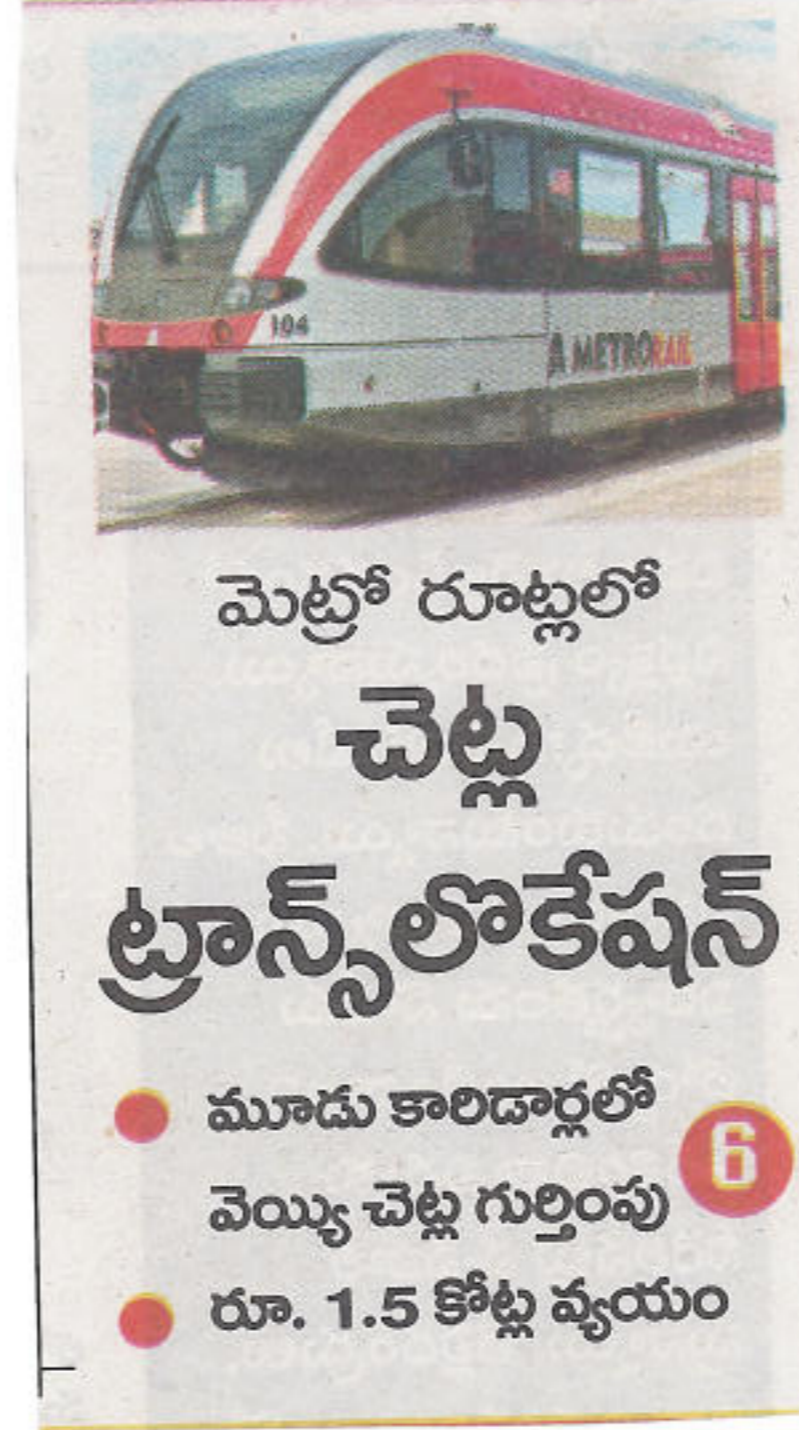 104
A METRORAIL
మెట్రో రూట్లలో
చెట్ల
ట్రాన్స్‌లొకేషన్
మూడు కారిడార్లలో
వెయ్యి చెట్ల గుర్తింపు
6
రూ. 1.5 కోట్ల వ్యయం